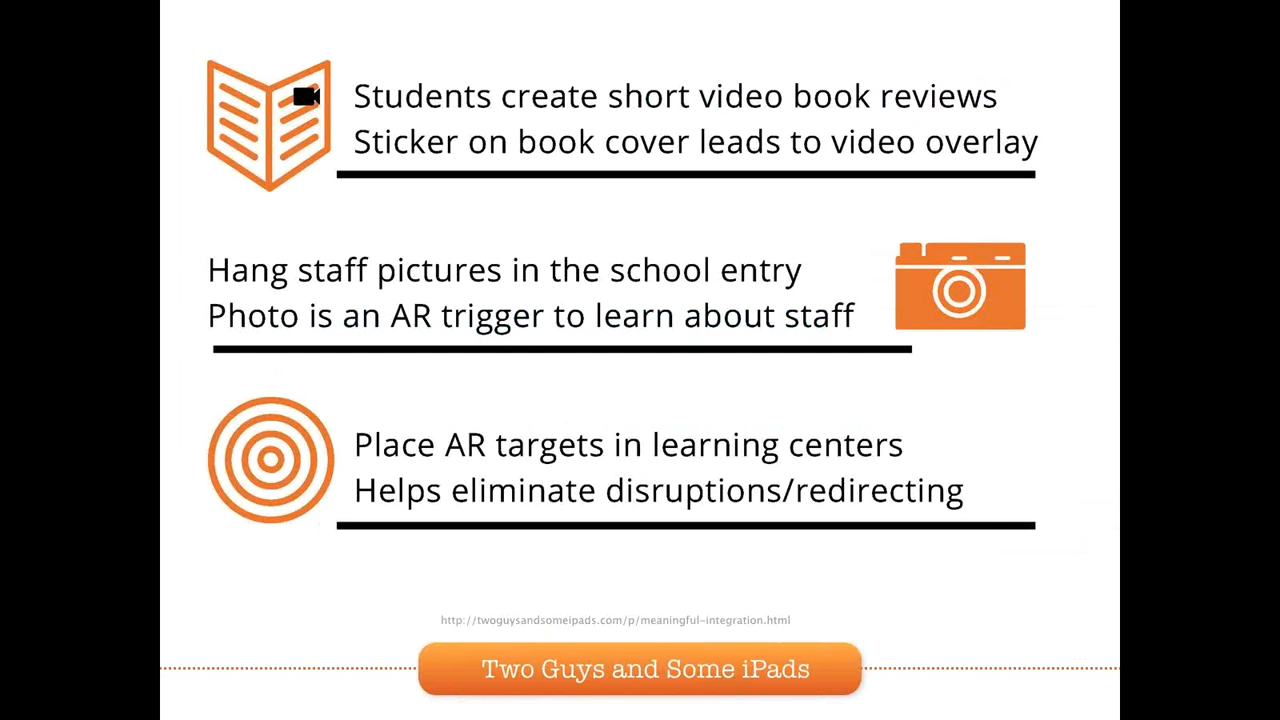 Students create short video book reviews
Sticker on book cover leads to video overlay
Hang staff pictures in the school entry
Photo is an AR trigger to learn about staff
Place AR targets in learning centers
Helps eliminate disruptions/redirecting
http://twoguysandsomeipads.com/p/meaningful-integration.html
Two Guys and Some iPads